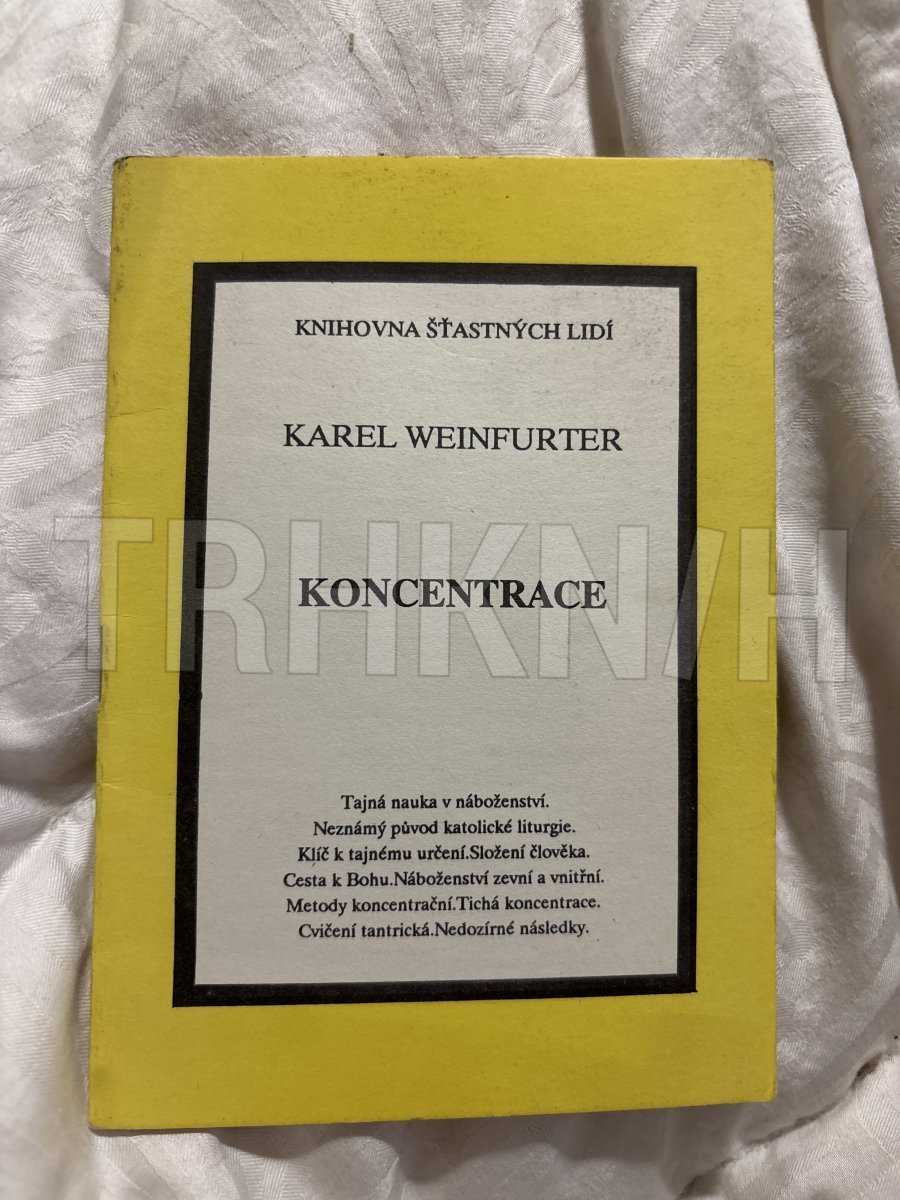 KNIHOVNA ŠŤASTNÝCH LIDÍ
KAREL WEINFURTER
KONCENTRACE
TRHKNIH
Tajná nauka v náboženství.
Neznámý původ katolické liturgie.
Klíč k tajnému určení.Složení člověka.
Cesta k Bohu.Náboženství zevní a vnitřní.
Metody koncentrační.Tichá koncentrace.
Cvičení tantrická.Nedozírné následky.